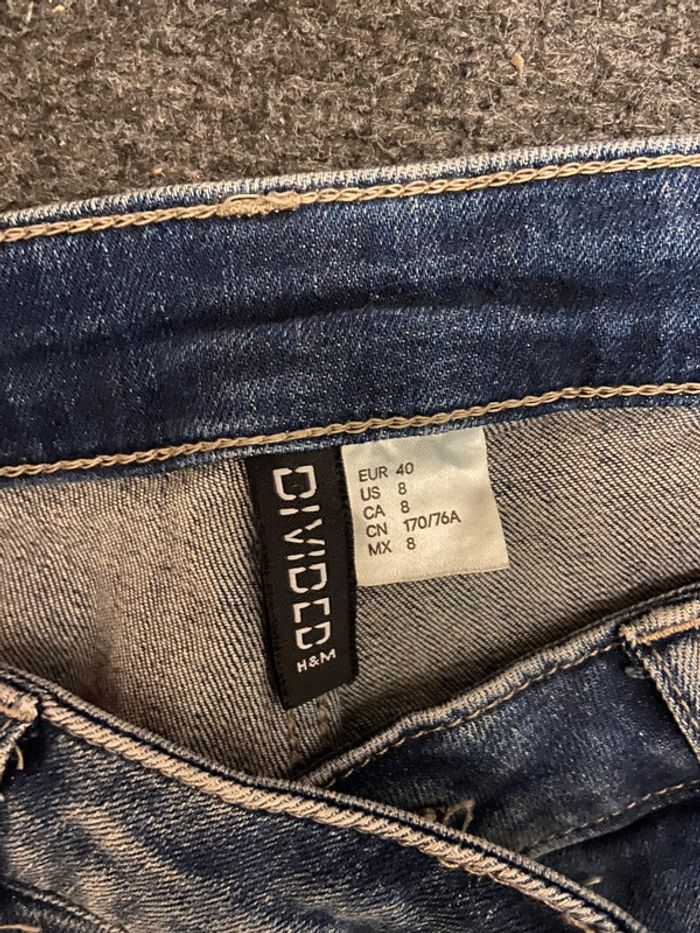 DIVIDED
H&M
EUR 40
US 8
CA 8
CN 170/76A
MX 8